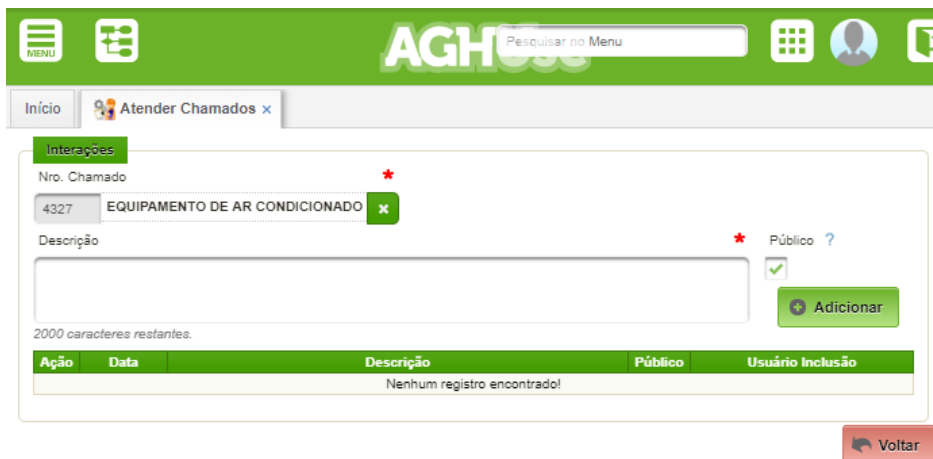 MENU
AGHUse
Pesquisar no Menu
Início
Atender Chamados ×
Interações
Nro. Chamado *
4327 EQUIPAMENTO DE AR CONDICIONADO ×
Descrição * Público ?
Adicionar
2000 caracteres restantes.
Ação Data Descrição Público Usuário Inclusão
Nenhum registro encontrado!
Voltar